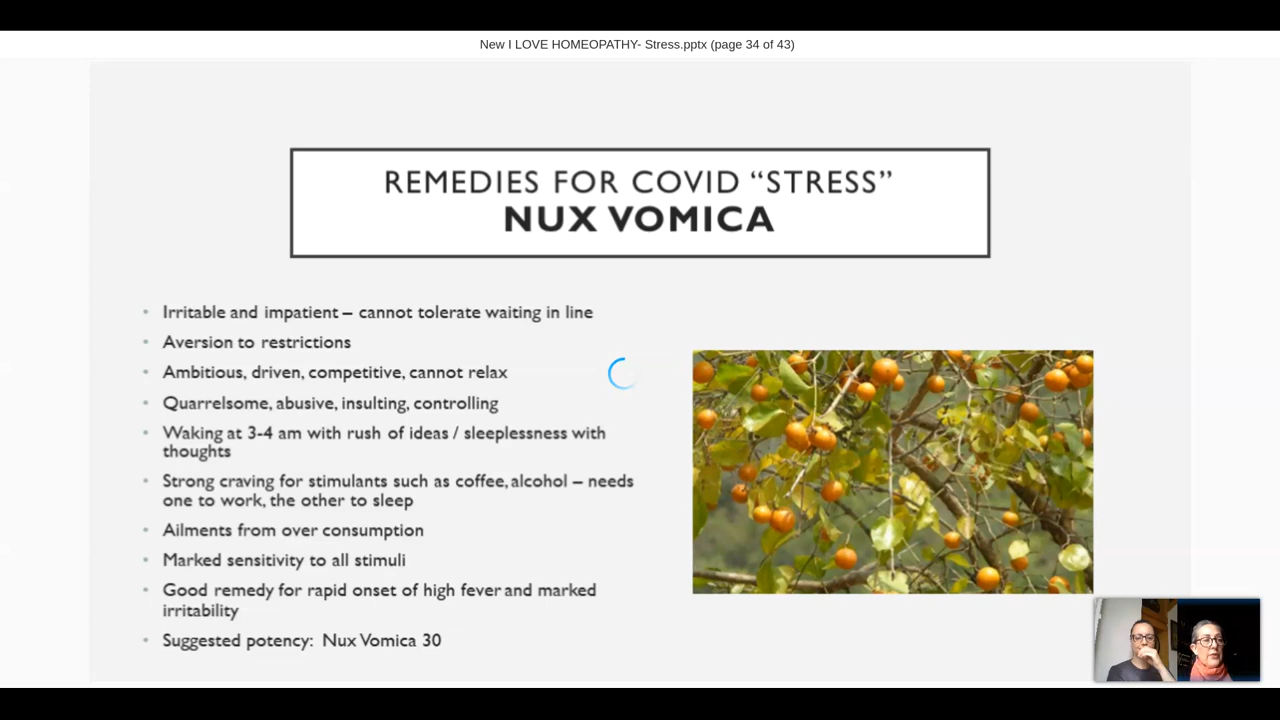 New I LOVE HOMEOPATHY- Stress.pptx (page 34 of 43)
REMEDIES FOR COVID “STRESS”
NUX VOMICA
• Irritable and impatient – cannot tolerate waiting in line
• Aversion to restrictions
• Ambitious, driven, competitive, cannot relax
• Quarrelsome, abusive, insulting, controlling
• Waking at 3-4 am with rush of ideas / sleeplessness with
thoughts
• Strong craving for stimulants such as coffee, alcohol – needs
one to work, the other to sleep
• Ailments from over consumption
• Marked sensitivity to all stimuli
• Good remedy for rapid onset of high fever and marked
irritability
• Suggested potency: Nux Vomica 30